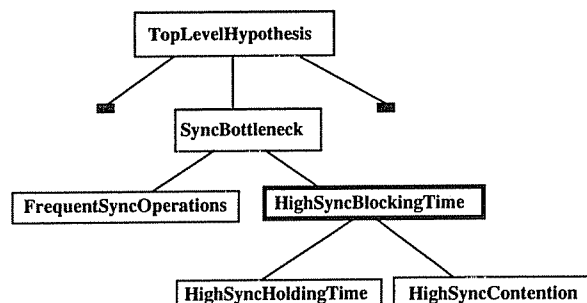 TopLevelHypothesis
SyncBottleneck
FrequentSyncOperations
HighSyncBlockingTime
HighSyncHoldingTime
HighSyncContention